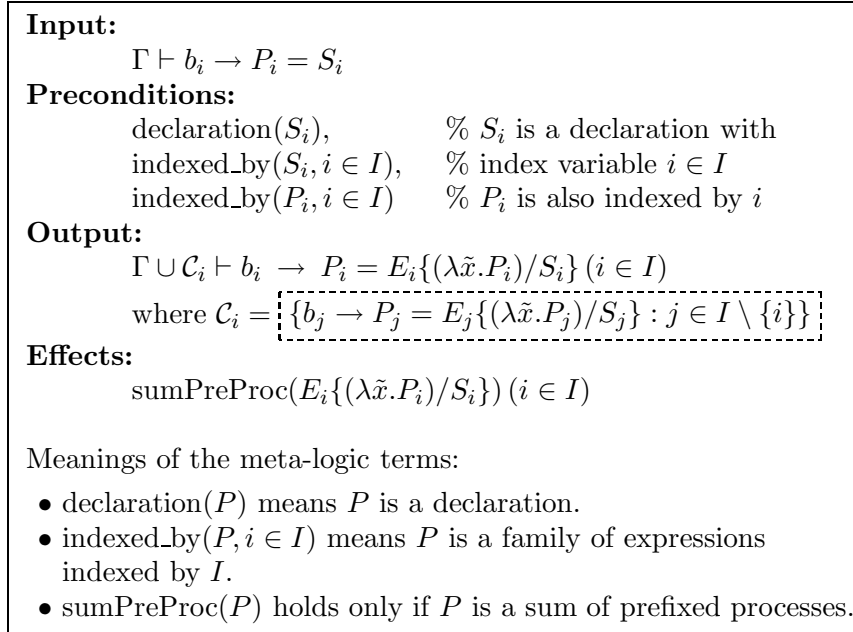 Input:
Γ ⊢ b_i → P_i = S_i
Preconditions:
declaration(S_i), % S_i is a declaration with
indexed_by(S_i, i ∈ I), % index variable i ∈ I
indexed_by(P_i, i ∈ I) % P_i is also indexed by i
Output:
Γ ∪ 𝒞_i ⊢ b_i → P_i = E_i{(λx̃.P_i)/S_i} (i ∈ I)
where 𝒞_i = {b_j → P_j = E_j{(λx̃.P_j)/S_j} : j ∈ I \ {i}}
Effects:
sumPreProc(E_i{(λx̃.P_i)/S_i}) (i ∈ I)
Meanings of the meta-logic terms:
• declaration(P) means P is a declaration.
• indexed_by(P, i ∈ I) means P is a family of expressions
indexed by I.
• sumPreProc(P) holds only if P is a sum of prefixed processes.